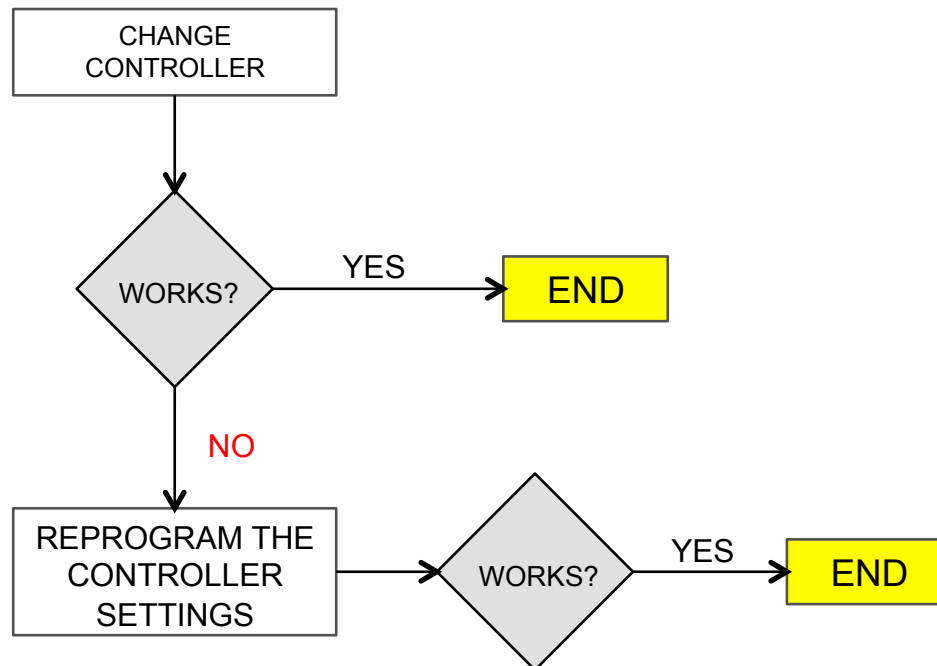 CHANGE
CONTROLLER
WORKS?
YES
END
NO
REPROGRAM THE
CONTROLLER
SETTINGS
WORKS?
YES
END